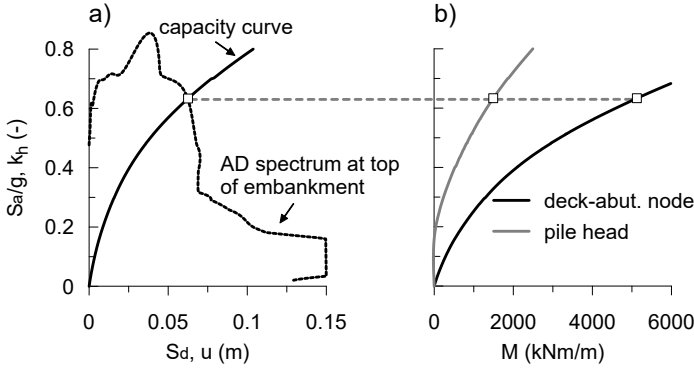 a)
capacity curve
0.8
0.6
0.4
0.2
0
Sa/g, kh (-)
AD spectrum at top
of embankment
0
0.05
0.10
0.15
Sd, u (m)
b)
deck-abut. node
pile head
0
2000
4000
6000
M (kNm/m)